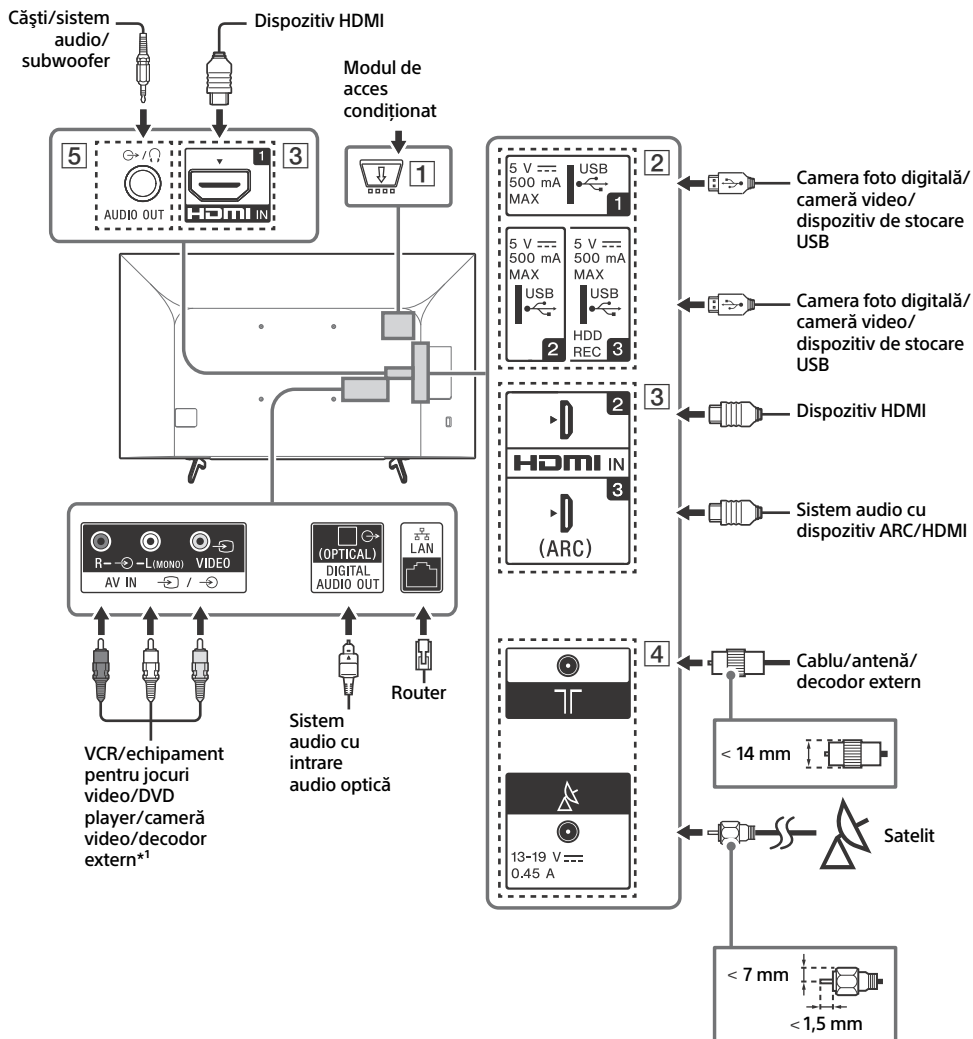 Căşti/sistem
audio/
subwoofer
Dispozitiv HDMI
Modul de
acces
condiționat
5
/
AUDIO OUT
1
HDMI IN
3
1
5 V
500 mA
MAX
USB
1
2
5 V
500 mA
MAX
USB
2
5 V
500 mA
MAX
USB
HDD
REC 3
Camera foto digitală/
cameră video/
dispozitiv de stocare
USB
Camera foto digitală/
cameră video/
dispozitiv de stocare
USB
2
3
HDMI IN
3
(ARC)
Dispozitiv HDMI
Sistem audio cu
dispozitiv ARC/HDMI
R- -L(MONO) VIDEO
AV IN /
(OPTICAL)
DIGITAL
AUDIO OUT
LAN
VCR/echipament
pentru jocuri
video/DVD
player/cameră
video/decodor
extern*1
Sistem
audio cu
intrare
audio optică
Router
4
Cablu/antenă/
decodor extern
< 14 mm
13-19 V
0.45 A
Satelit
< 7 mm
< 1,5 mm